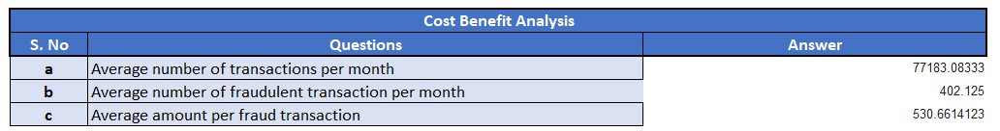 Cost Benefit Analysis
S. No Questions Answer
a Average number of transactions per month 77183.08333
b Average number of fraudulent transaction per month 402.125
c Average amount per fraud transaction 530.6614123